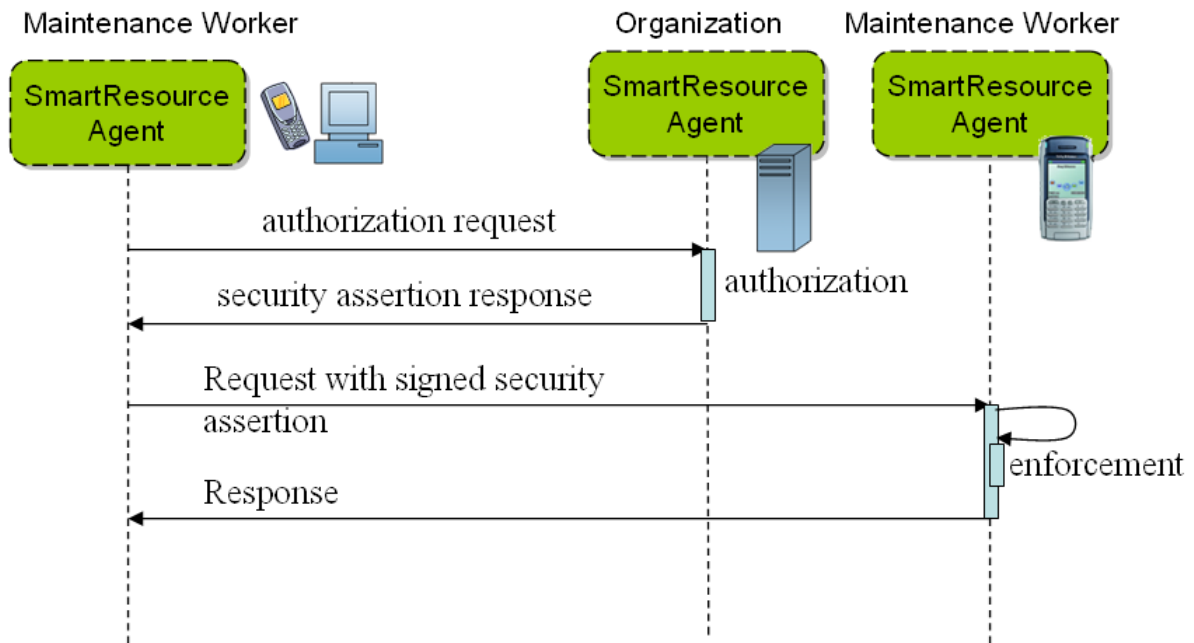 Maintenance Worker
Organization
Maintenance Worker
SmartResource
Agent
SmartResource
Agent
SmartResource
Agent
authorization request
authorization
security assertion response
Request with signed security
assertion
enforcement
Response